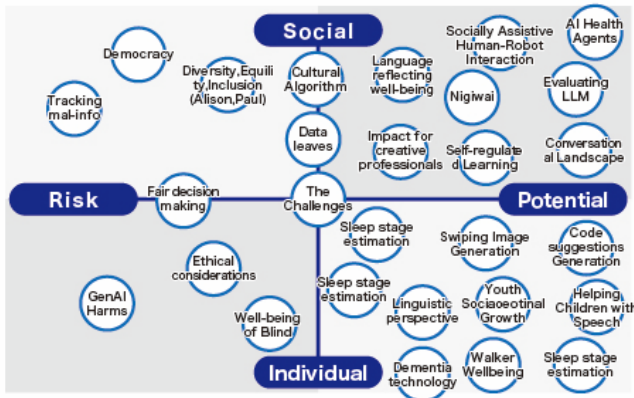 Social
Democracy
Diversity,Equili
ty,Inclusion
(Alison,Paul)
Cultural
Algorithm
Language
reflecting
well-being
Socially Assistive
Human-Robot
Interaction
AI Health
Agents
Tracking
mal-info
Nigiwai
Evaluating
LLM
Data
leaves
Impact for
creative
professionals
Self-regulate
d Learning
Conversation
al Landscape
Risk
Fair decision
making
The
Challenges
Potential
Sleep stage
estimation
Swiping Image
Generation
Code
suggestions
Generation
Ethical
considerations
Sleep stage
estimation
GenAI
Harms
Well-being
of Blind
Linguistic
perspective
Youth
Sociaoeotinal
Growth
Helping
Children with
Speech
Individual
Dementia
technology
Walker
Wellbeing
Sleep stage
estimation